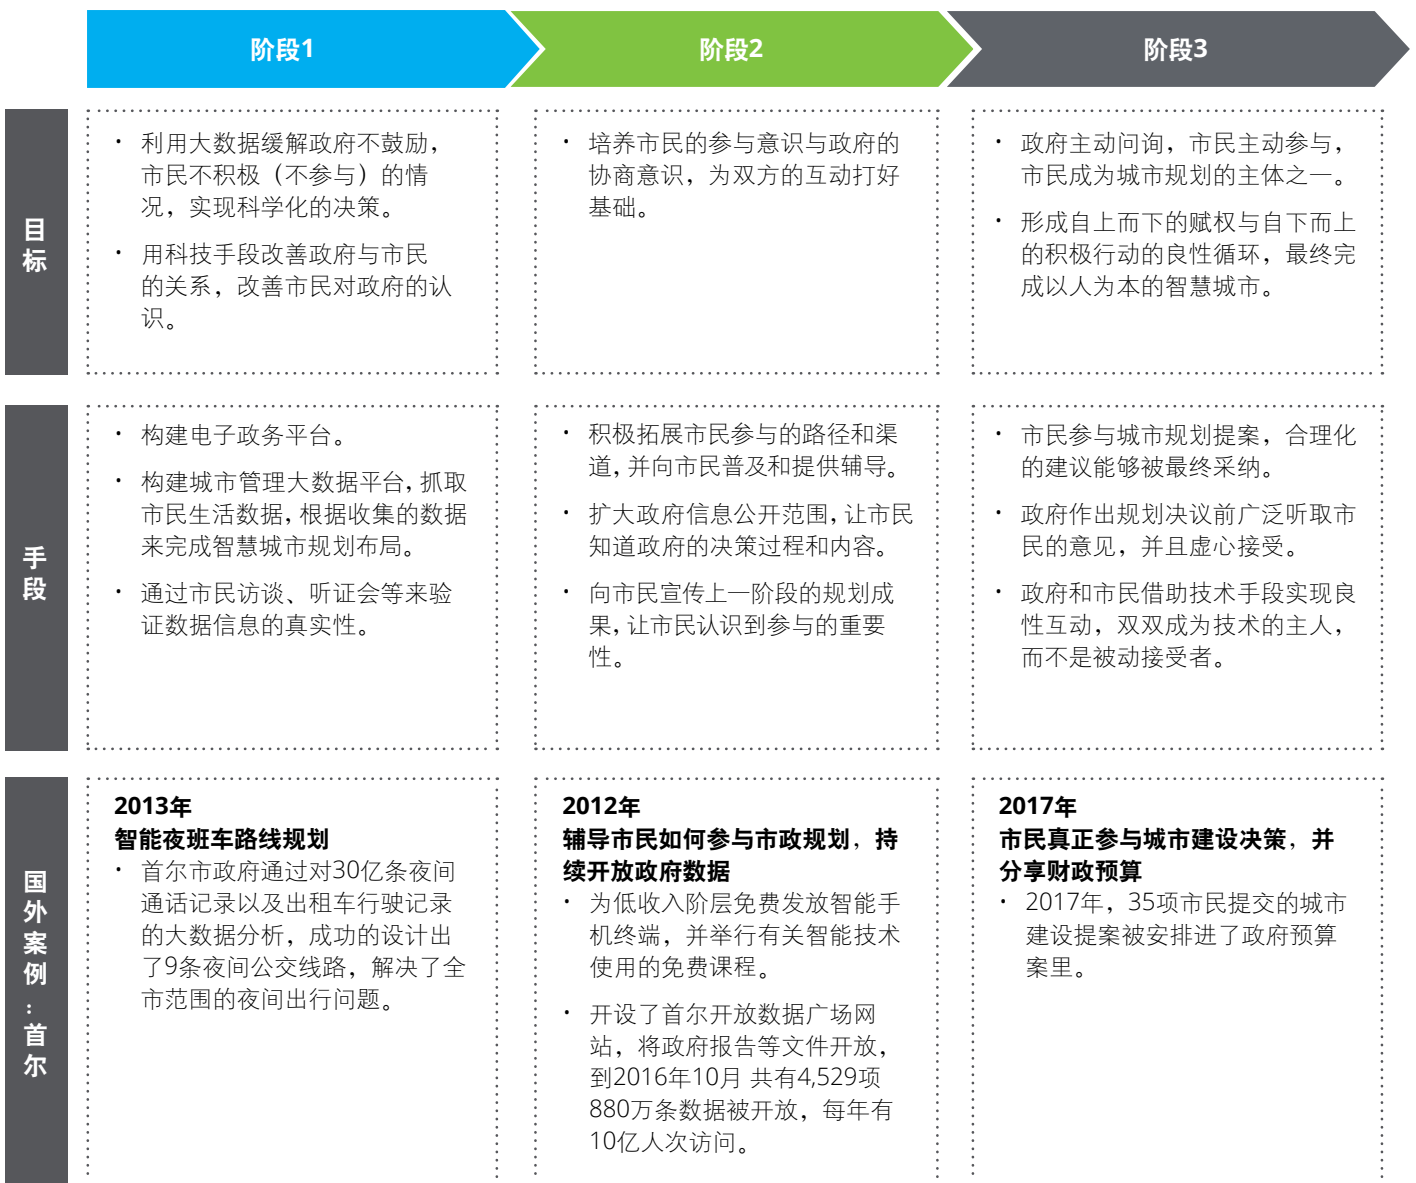 阶段1
阶段2
阶段3
目标
· 利用大数据缓解政府不鼓励，
市民不积极（不参与）的情
况，实现科学化的决策。
· 用科技手段改善政府与市民
的关系，改善市民对政府的认
识。
· 培养市民的参与意识与政府的
协商意识，为双方的互动打好
基础。
· 政府主动问询，市民主动参与，
市民成为城市规划的主体之一。
· 形成自上而下的赋权与自下而上
的积极行动的良性循环，最终完
成以人为本的智慧城市。
手段
· 构建电子政务平台。
· 构建城市管理大数据平台，抓取
市民生活数据，根据收集的数据
来完成智慧城市规划布局。
· 通过市民访谈、听证会等来验
证数据信息的真实性。
· 积极拓展市民参与的路径和渠
道，并向市民普及和提供辅导。
· 扩大政府信息公开范围，让市民
知道政府的决策过程和内容。
· 向市民宣传上一阶段的规划成
果，让市民认识到参与的重要
性。
· 市民参与城市规划提案，合理化
的建议能够被最终采纳。
· 政府作出规划决议前广泛听取市
民的意见，并且虚心接受。
· 政府和市民借助技术手段实现良
性互动，双双成为技术的主人，
而不是被动接受者。
国外案例：首尔
2013年
智能夜班车路线规划
· 首尔市政府通过对30亿条夜间
通话记录以及出租车行驶记录
的大数据分析，成功的设计出
了9条夜间公交线路，解决了全
市范围的夜间出行问题。
2012年
辅导市民如何参与市政规划，持
续开放政府数据
· 为低收入阶层免费发放智能手
机终端，并举行有关智能技术
使用的免费课程。
· 开设了首尔开放数据广场网
站，将政府报告等文件开放，
到2016年10月 共有4,529项
880万条数据被开放，每年有
10亿人次访问。
2017年
市民真正参与城市建设决策，并
分享财政预算
· 2017年，35项市民提交的城市
建设提案被安排进了政府预算
案里。